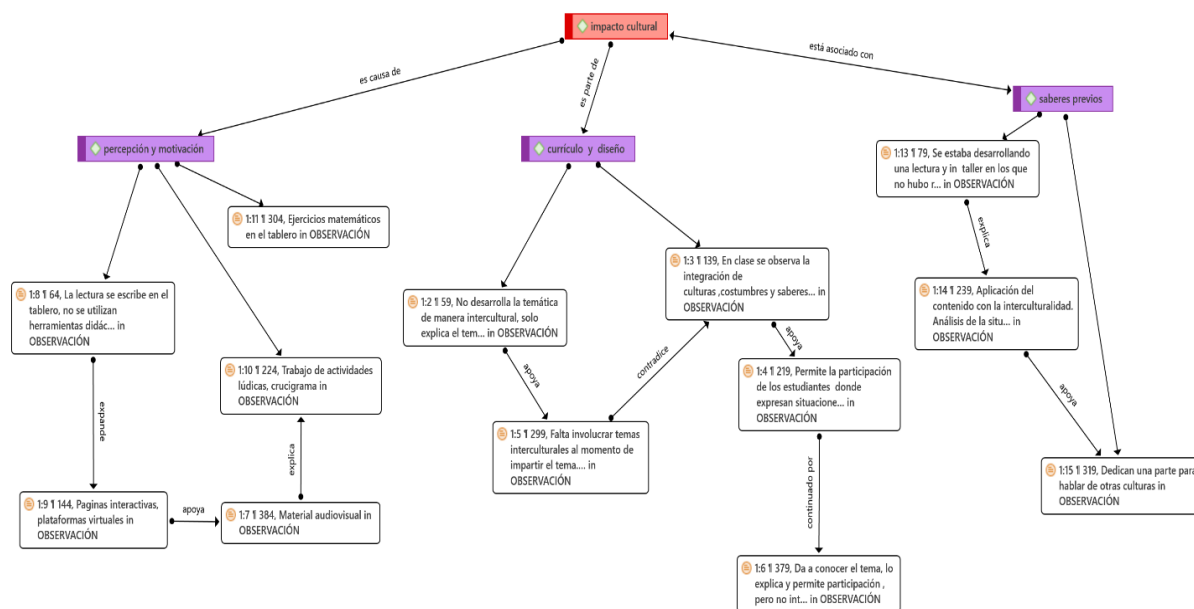 impacto cultural
es causa de
es parte de
está asociado con
percepción y motivación
currículo y diseño
saberes previos
1:13 ¶ 79, Se estaba desarrollando
una lectura y in taller en los que
no hubo r... in OBSERVACIÓN
1:11 ¶ 304, Ejercicios matemáticos
en el tablero in OBSERVACIÓN
explica
1:8 ¶ 64, La lectura se escribe en el
tablero, no se utilizan
herramientas didác... in
OBSERVACIÓN
1:2 ¶ 59, No desarrolla la temática
de manera intercultural, solo
explica el tem... in OBSERVACIÓN
1:3 ¶ 139, En clase se observa la
integración de
culturas ,costumbres y saberes... in
OBSERVACIÓN
1:14 ¶ 239, Aplicación del
contenido con la interculturalidad.
Análisis de la situ... in
OBSERVACIÓN
apoya
contradice
apoya
1:10 ¶ 224, Trabajo de actividades
lúdicas, crucigrama in
OBSERVACIÓN
1:4 ¶ 219, Permite la participación
de los estudiantes donde
expresan situacione... in
OBSERVACIÓN
apoya
expande
explica
1:5 ¶ 299, Falta involucrar temas
interculturales al momento de
impartir el tema.... in
OBSERVACIÓN
continuado por
1:15 ¶ 319, Dedican una parte para
hablar de otras culturas in
OBSERVACIÓN
1:9 ¶ 144, Paginas interactivas,
plataformas virtuales in
OBSERVACIÓN
apoya
1:7 ¶ 384, Material audiovisual in
OBSERVACIÓN
1:6 ¶ 379, Da a conocer el tema, lo
explica y permite participación ,
pero no int... in OBSERVACIÓN